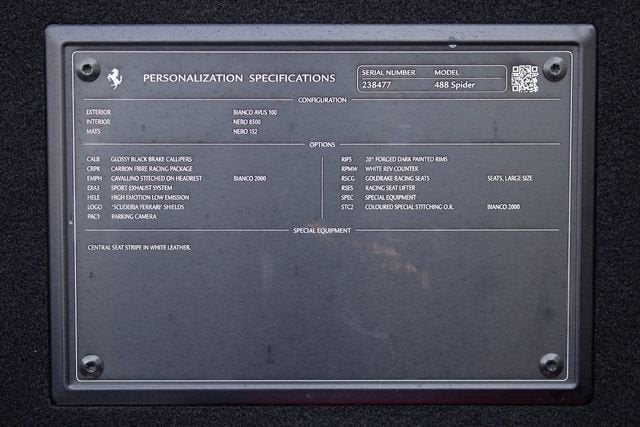 PERSONALIZATION SPECIFICATIONS
SERIAL NUMBER MODEL
238477 488 Spider
CONFIGURATION
EXTERIOR BIANCO AVUS 100
INTERIOR NERO 8500
MATS NERO 152
OPTIONS
CALB GLOSSY BLACK BRAKE CALLIPERS
CRPK CARBON FIBRE RACING PACKAGE
EMPH CAVALLINO STITCHED ON HEADREST BIANCO 2000
EXA3 SPORT EXHAUST SYSTEM
HELE HIGH EMOTION LOW EMISSION
LOGO 'SCUDERIA FERRARI' SHIELDS
PAC1 PARKING CAMERA
RIF5 20" FORGED DARK PAINTED RIMS
RPMW WHITE REV COUNTER
RSCG GOLDRAKE RACING SEATS SEATS, LARGE SIZE
RSES RACING SEAT LIFTER
SPEC SPECIAL EQUIPMENT
STC2 COLOURED SPECIAL STITCHING O.R. BIANCO 2000
SPECIAL EQUIPMENT
CENTRAL SEAT STRIPE IN WHITE LEATHER.